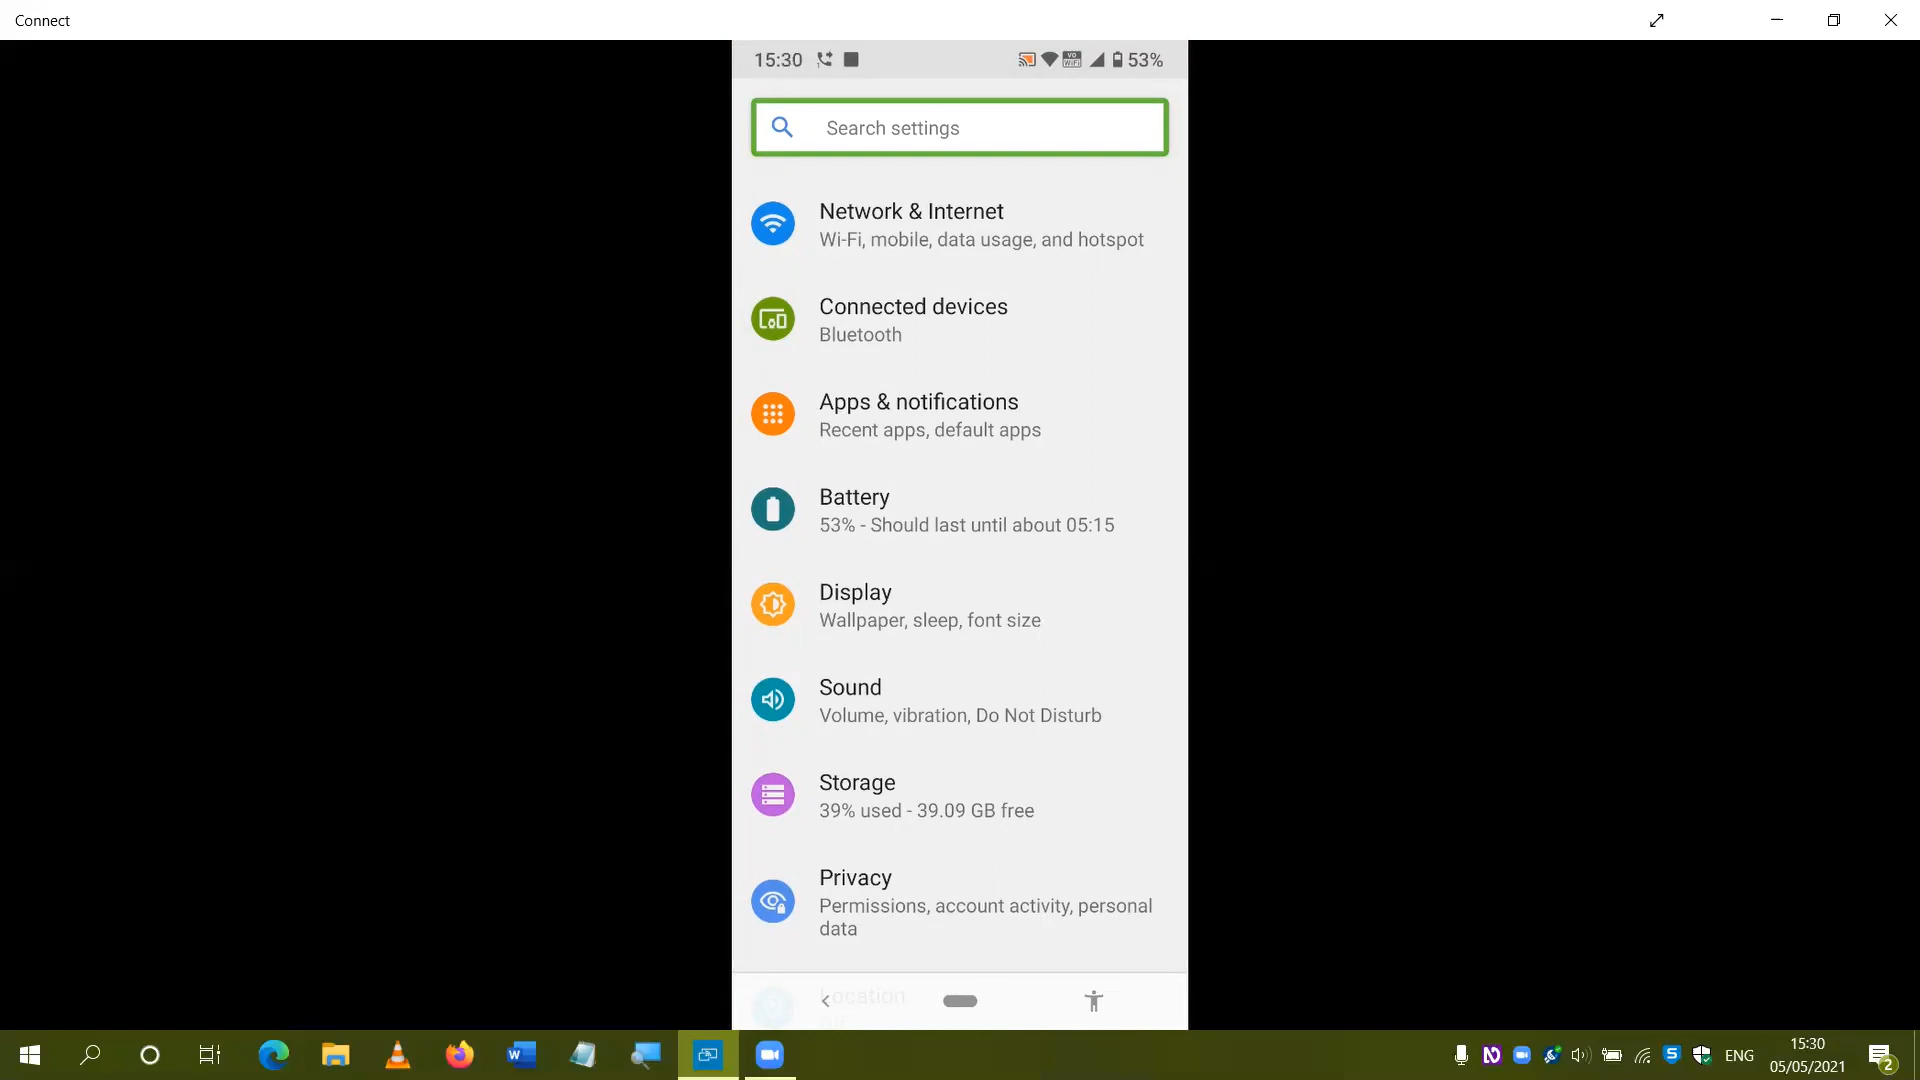 Connect
15:30
53%
Search settings
Network & Internet
Wi-Fi, mobile, data usage, and hotspot
Connected devices
Bluetooth
Apps & notifications
Recent apps, default apps
Battery
53% - Should last until about 05:15
Display
Wallpaper, sleep, font size
Sound
Volume, vibration, Do Not Disturb
Storage
39% used - 39.09 GB free
Privacy
Permissions, account activity, personal
data
Location
ENG
15:30
05/05/2021
2